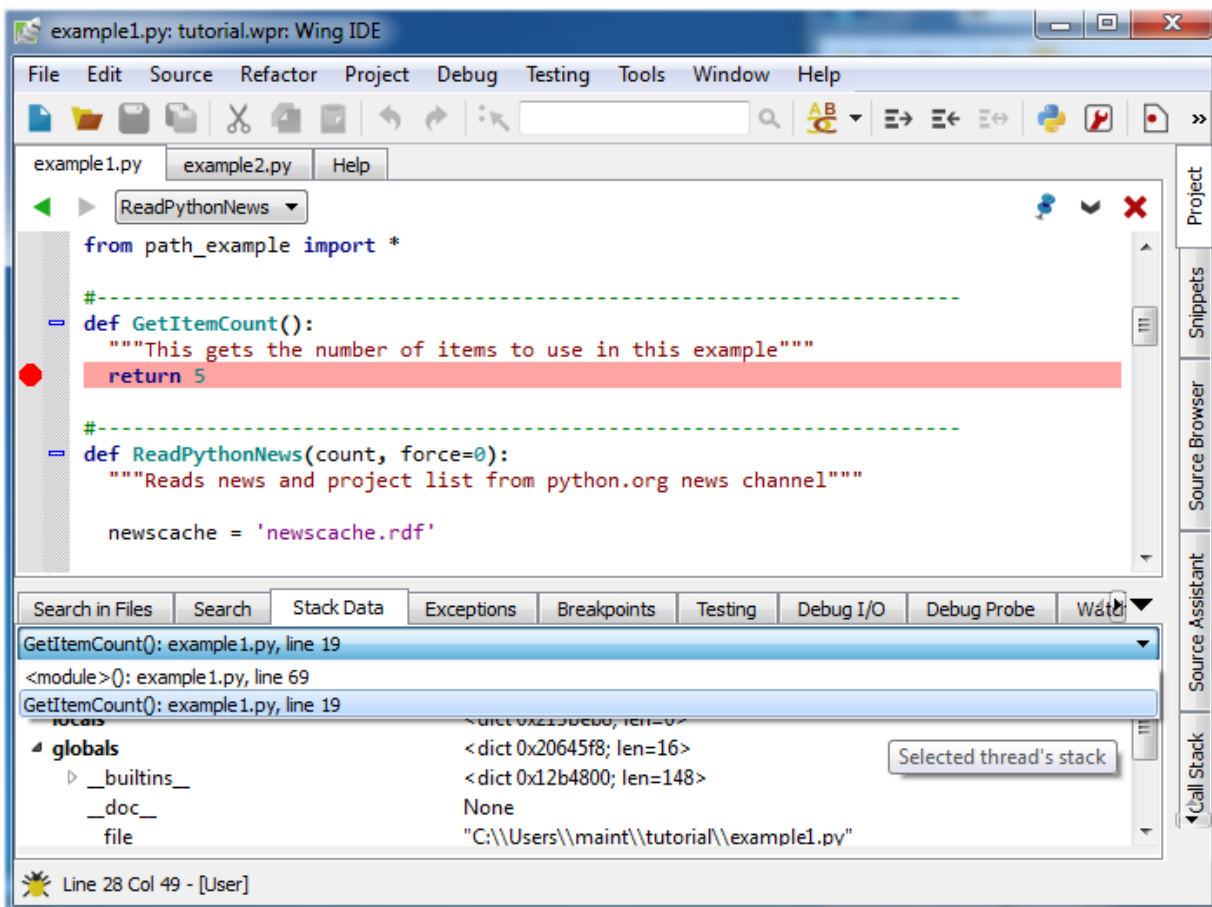 example1.py: tutorial.wpr: Wing IDE
File Edit Source Refactor Project Debug Testing Tools Window Help
example1.py example2.py Help
ReadPythonNews
from path_example import *
#-----------------------------------------------------------------------
def GetItemCount():
"""This gets the number of items to use in this example"""
return 5
#-----------------------------------------------------------------------
def ReadPythonNews(count, force=0):
"""Reads news and project list from python.org news channel"""
newscache = 'newscache.rdf'
Project
Snippets
Source Browser
Source Assistant
Call Stack
Search in Files Search Stack Data Exceptions Breakpoints Testing Debug I/O Debug Probe
GetItemCount(): example1.py, line 19
<module>(): example1.py, line 69
GetItemCount(): example1.py, line 19
locals
globals <dict 0x20645f8; len=16>
__builtins__ <dict 0x12b4800; len=148>
__doc__ None
file "C:\\Users\\maint\\tutorial\\example1.py"
Selected thread's stack
Line 28 Col 49 - [User]